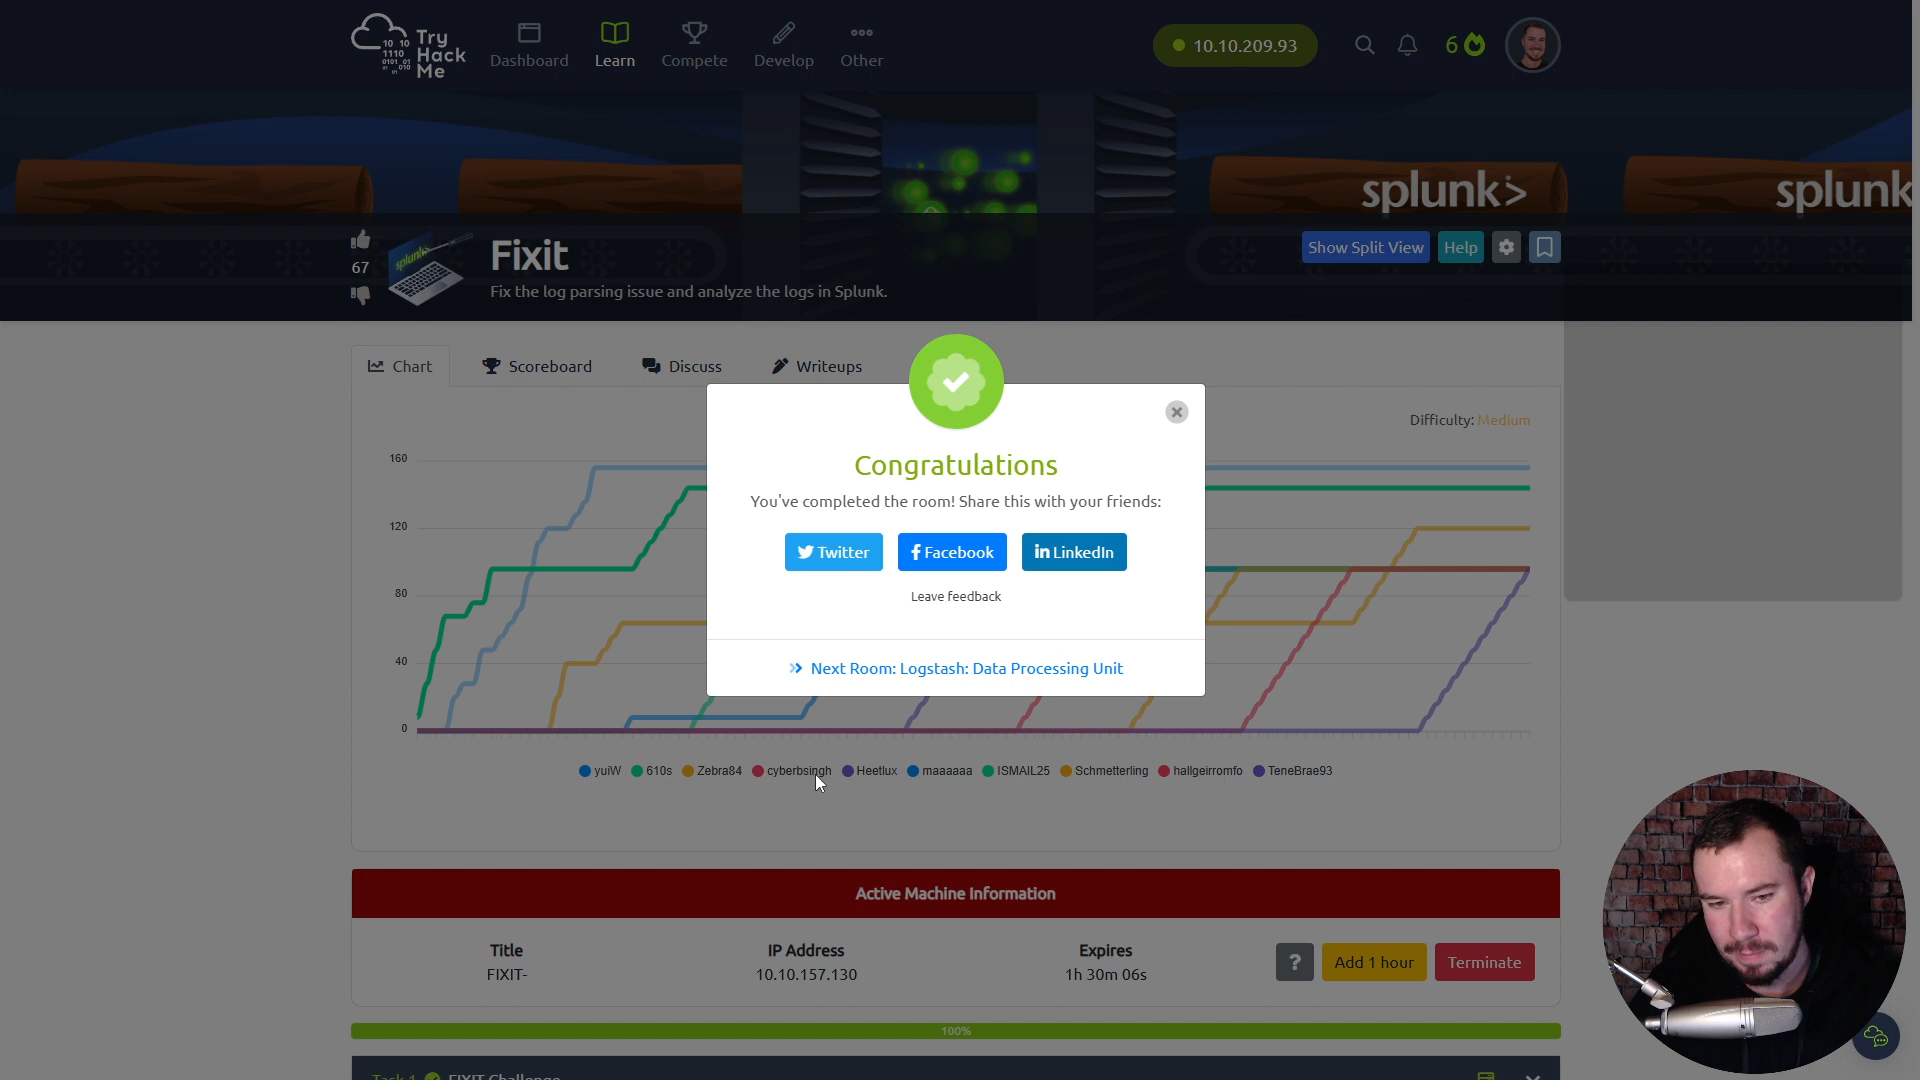 Try
Hack
Me
Dashboard
Learn
Compete
Develop
Other
10.10.209.93
6
splunk>
splunk
67
Fixit
Fix the log parsing issue and analyze the logs in Splunk.
Show Split View
Help
Chart
Scoreboard
Discuss
Writeups
Difficulty: Medium
160
120
80
40
0
Congratulations
You've completed the room! Share this with your friends:
Twitter
Facebook
LinkedIn
Leave feedback
Next Room: Logstash: Data Processing Unit
yuiW 610s Zebra84 cyberbsingh Heetlux maaaaaa ISMAIL25 Schmetterling hallgeirromfo TeneBrae93
Active Machine Information
Title
IP Address
Expires
FIXIT-
10.10.157.130
1h 30m 06s
?
Add 1 hour
Terminate
100%
Task 1 FIXIT Challenge